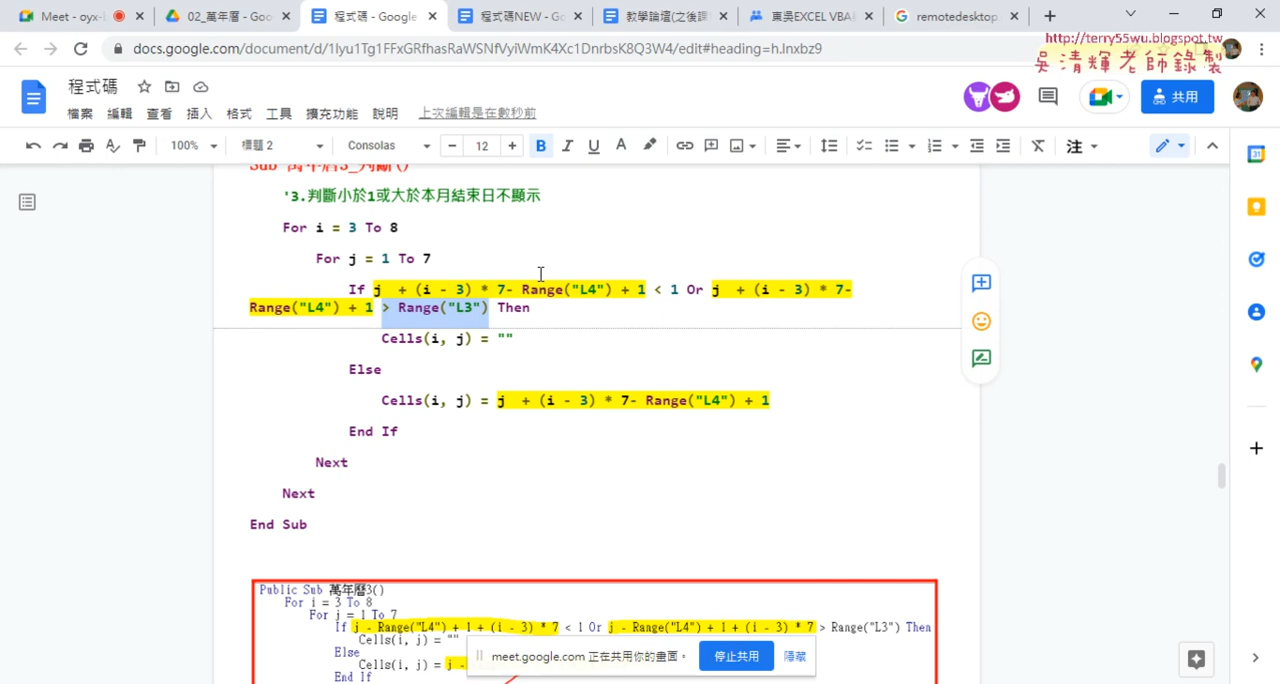 Meet - oyx-l
02_萬年曆 - Goo
程式碼 - Google
程式碼NEW - Go
教學論壇(之後課
東吳EXCEL VBA
remotedesktop.
docs.google.com/document/d/1Iyu1Tg1FFxGRfhasRaWSNfVyiWmK4Xc1DnrbsK8Q3W4/edit#heading=h.lnxbz9
http://terry55wu.blogspot.tw
吳清輝老師錄製
程式碼
檔案 編輯 查看 插入 格式 工具 擴充功能 說明 上次編輯是在數秒前
共用
100% 標題 2 Consolas 12 B I U A 注
Sub 萬年曆3_判斷()
'3.判斷小於1或大於本月結束日不顯示
For i = 3 To 8
For j = 1 To 7
If j + (i - 3) * 7- Range("L4") + 1 < 1 Or j + (i - 3) * 7-
Range("L4") + 1 > Range("L3") Then
Cells(i, j) = ""
Else
Cells(i, j) = j + (i - 3) * 7- Range("L4") + 1
End If
Next
Next
End Sub
Public Sub 萬年曆3()
For i = 3 To 8
For j = 1 To 7
If j - Range("L4") + 1 + (i - 3) * 7 < 1 Or j - Range("L4") + 1 + (i - 3) * 7 > Range("L3") Then
Cells(i, j) = ""
Else
Cells(i, j) = j -
End If
meet.google.com 正在共用你的畫面。 停止共用 隱藏